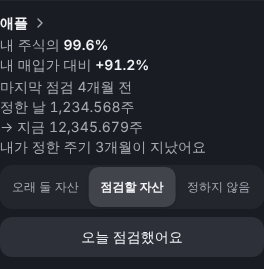 애플 >
내 주식의 99.6%
내 매입가 대비 +91.2%
마지막 점검 4개월 전
정한 날 1,234.568주
→ 지금 12,345.679주
내가 정한 주기 3개월이 지났어요
오래 둘 자산 점검할 자산 정하지 않음
오늘 점검했어요